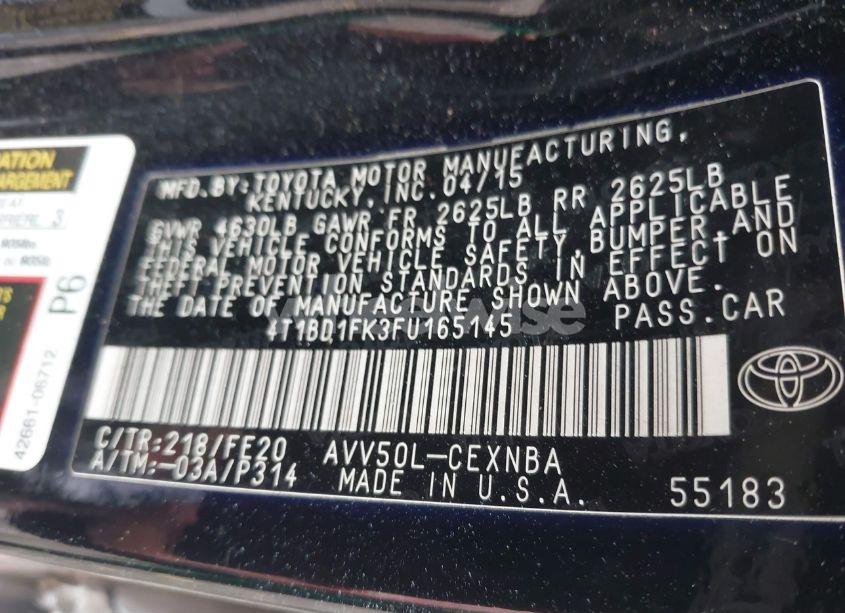 MFD.BY:TOYOTA MOTOR MANUFACTURING,
KENTUCKY, INC. 04/15
GVWR 4630LB GAWR FR 2625LB RR 2625LB
THIS VEHICLE CONFORMS TO ALL APPLICABLE
FEDERAL MOTOR VEHICLE SAFETY, BUMPER, AND
THEFT PREVENTION STANDARDS IN EFFECT ON
THE DATE OF MANUFACTURE SHOWN ABOVE.
4T1BD1FK3FU165145 PASS.CAR
C/TR:218/FE20 AVV50L-CEXNBA
A/TM:-03A/P314 MADE IN U.S.A. 55183
3
P6
42661-06712